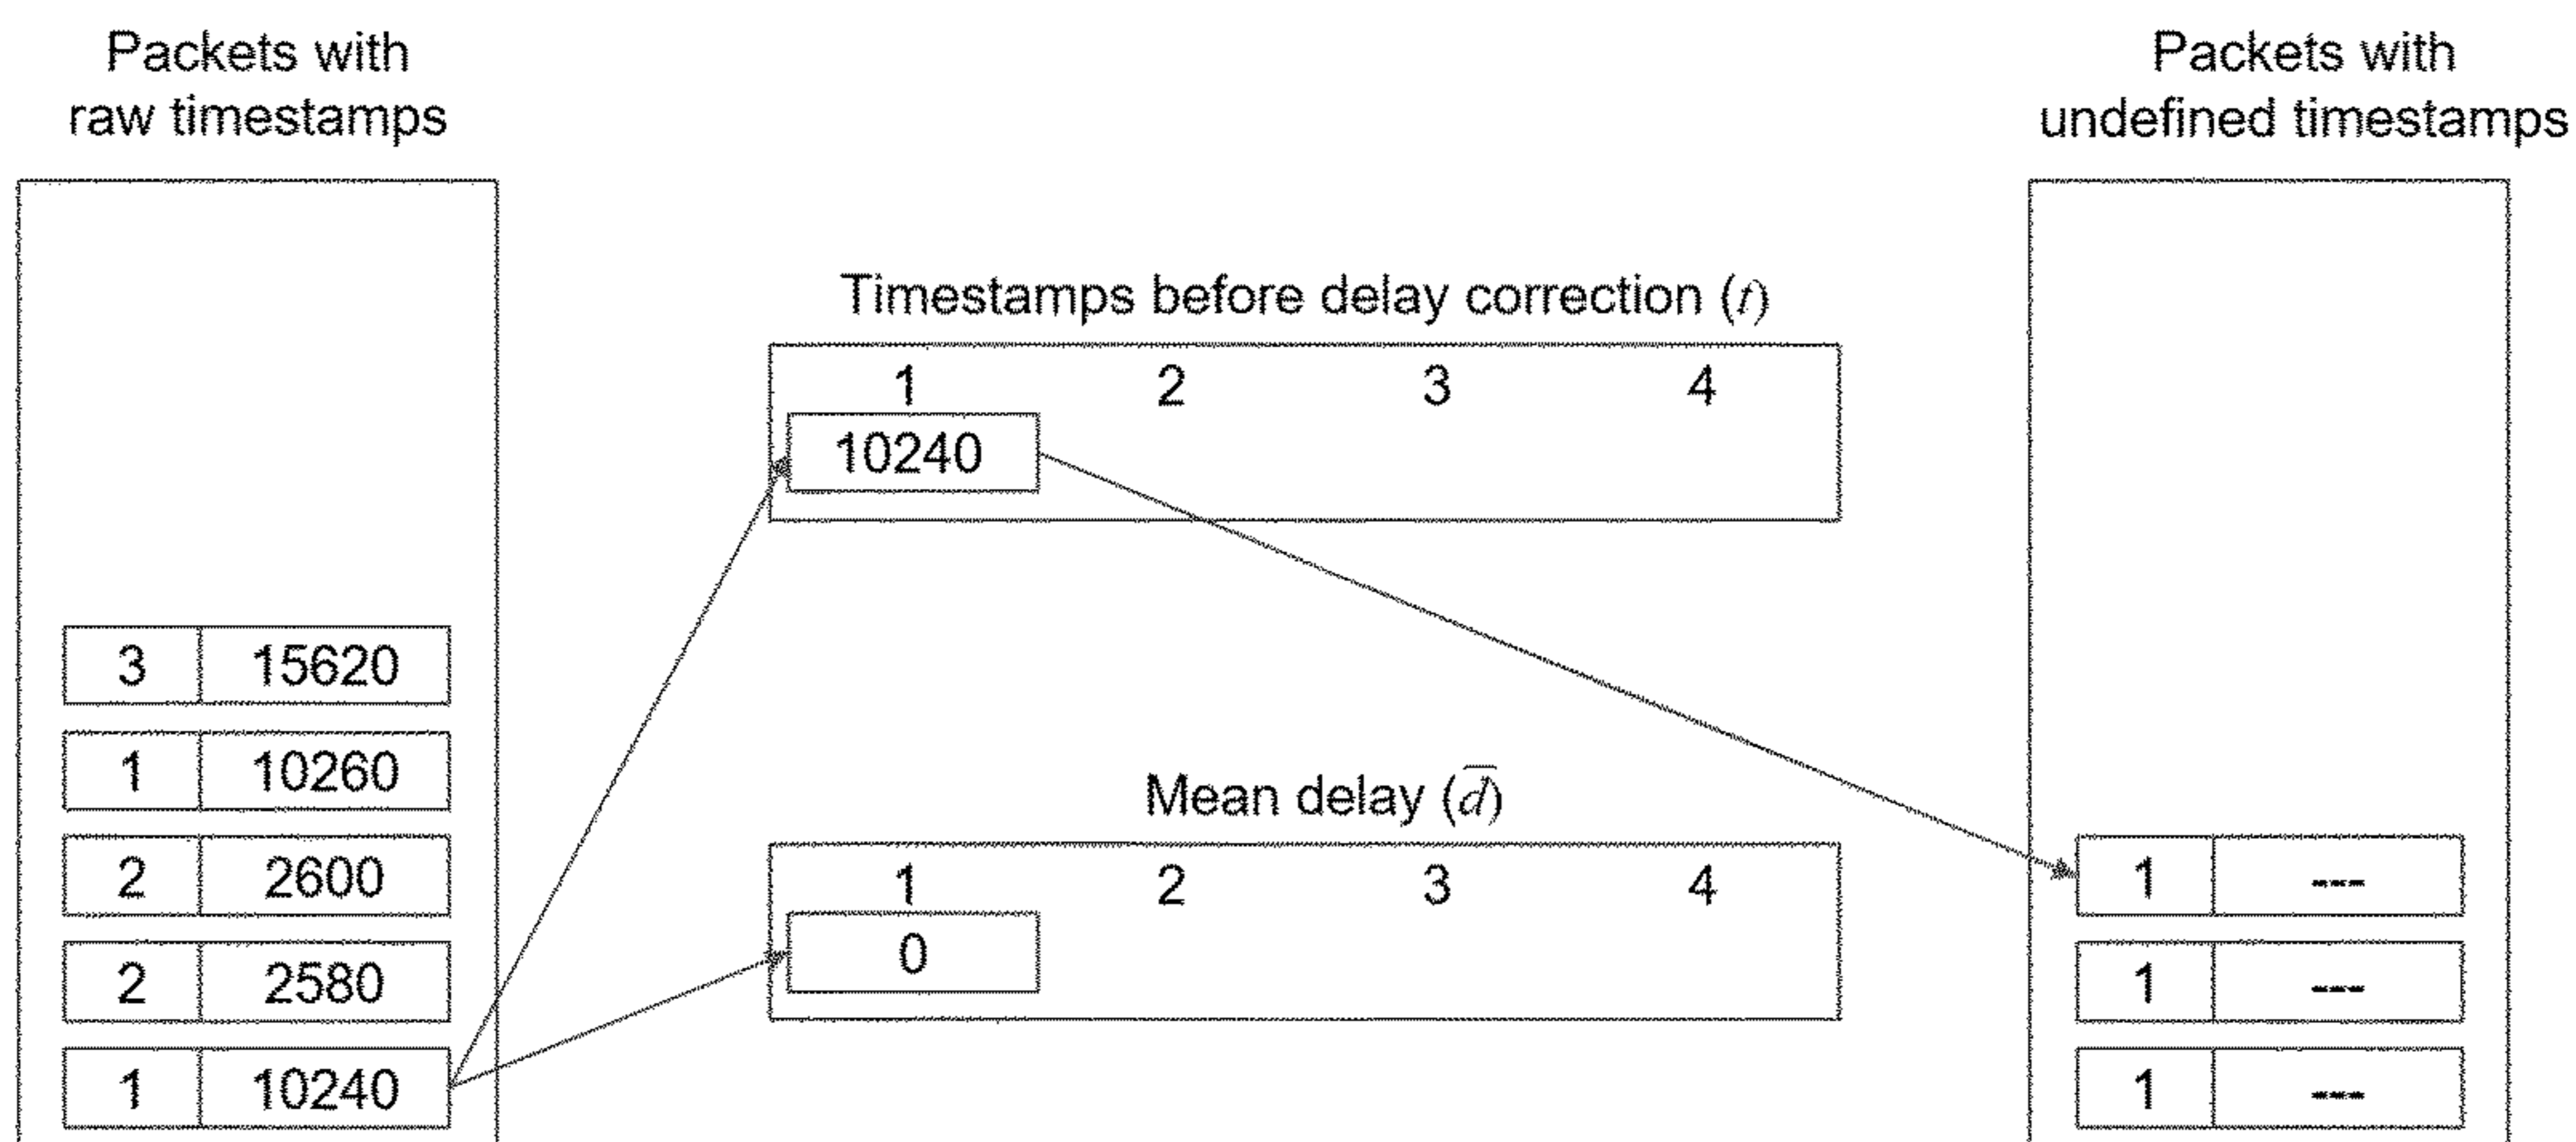 Packets with
raw timestamps
3 15620
1 10260
2 2600
2 2580
1 10240
Timestamps before delay correction (t)
1 2 3 4
10240
Mean delay (d̅)
1 2 3 4
0
Packets with
undefined timestamps
1 ---
1 ---
1 ---